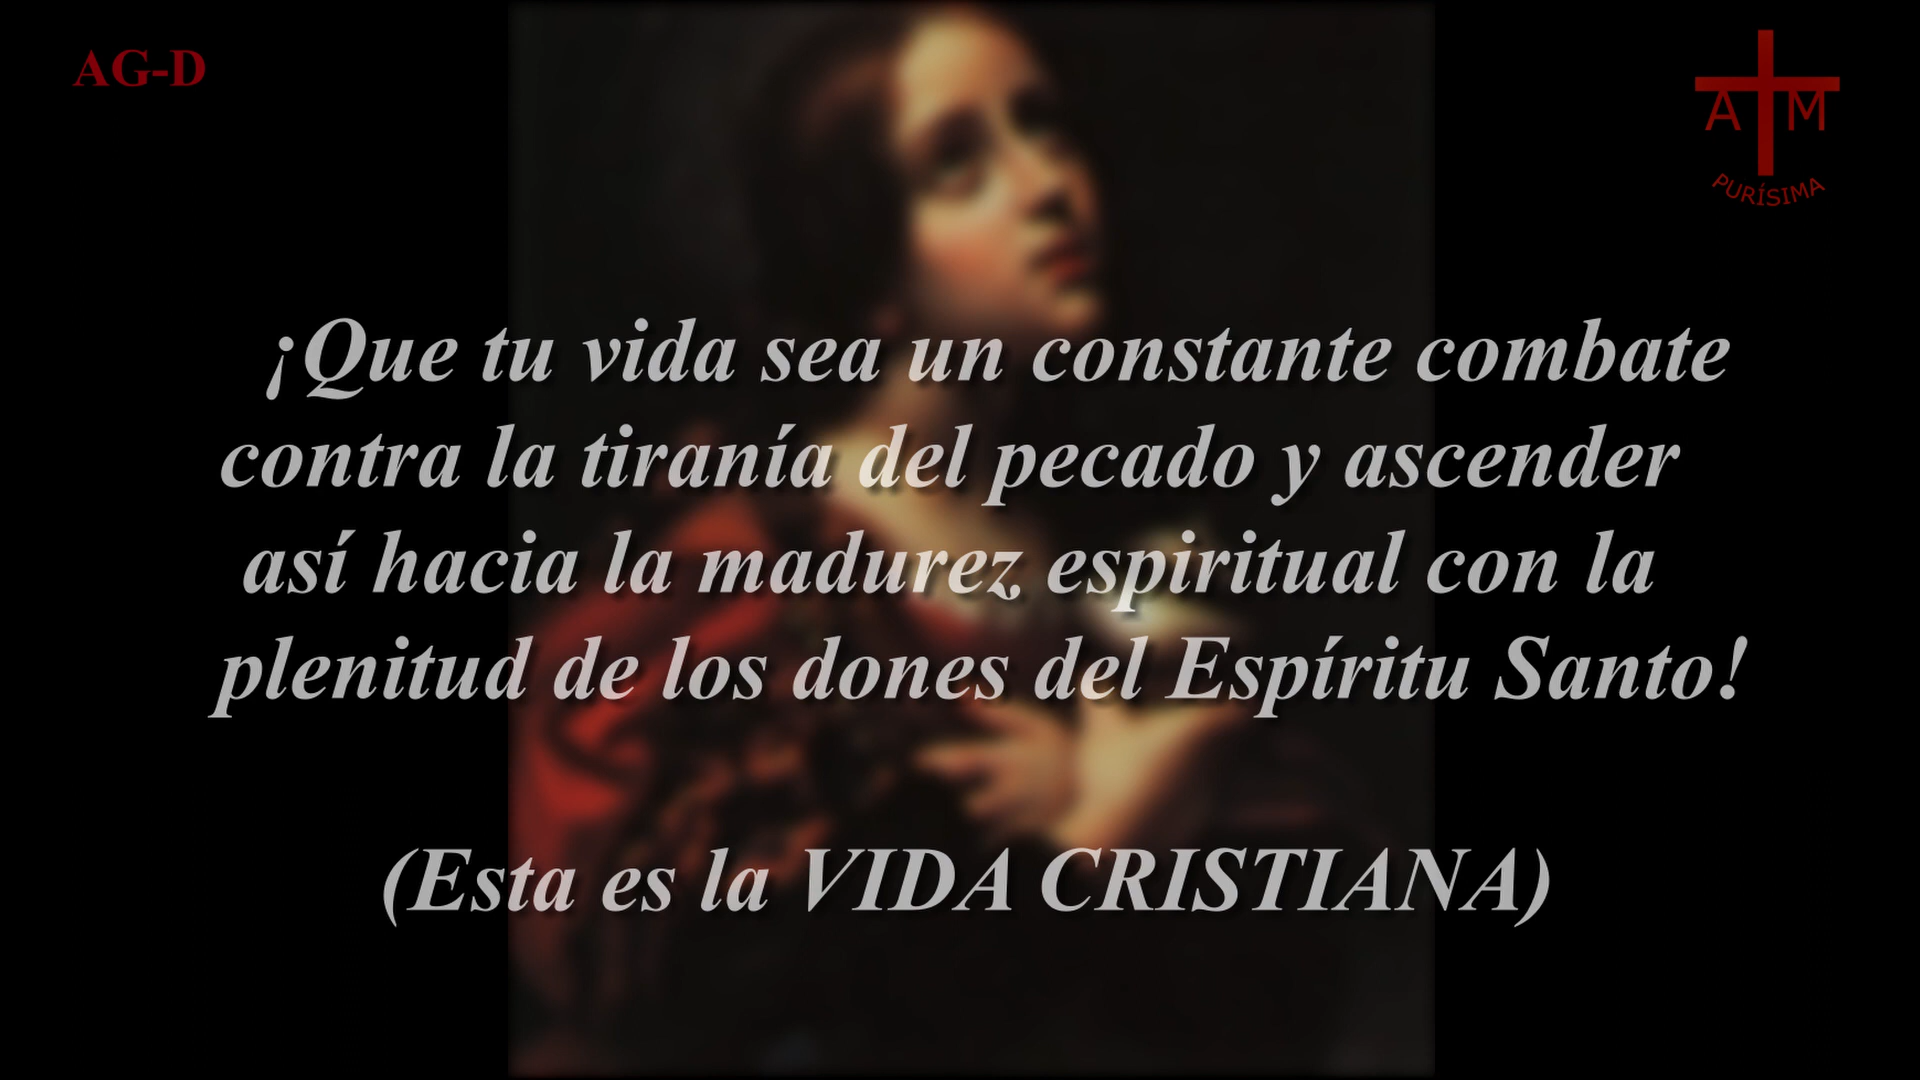 AG-D
A M
PURÍSIMA
¡Que tu vida sea un constante combate
contra la tiranía del pecado y ascender
así hacia la madurez espiritual con la
plenitud de los dones del Espíritu Santo!
(Esta es la VIDA CRISTIANA)